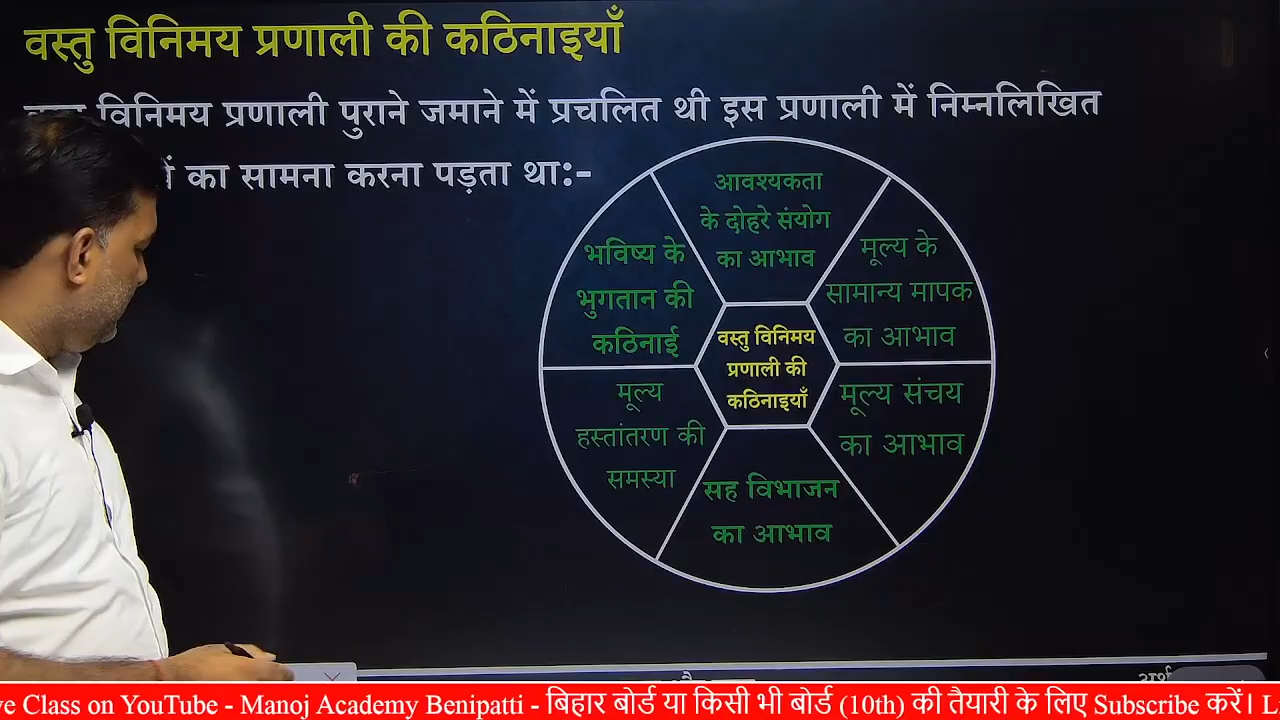 वस्तु विनिमय प्रणाली की कठिनाइयाँ
विनिमय प्रणाली पुराने जमाने में प्रचलित थी इस प्रणाली में निम्नलिखित
का सामना करना पड़ता था:-
आवश्यकता
के दोहरे संयोग
का आभाव
मूल्य के
सामान्य मापक
का आभाव
मूल्य संचय
का आभाव
सह विभाजन
का आभाव
मूल्य
हस्तांतरण की
समस्या
भविष्य के
भुगतान की
कठिनाई
वस्तु विनिमय
प्रणाली की
कठिनाइयाँ
Class on YouTube - Manoj Academy Benipatti - बिहार बोर्ड या किसी भी बोर्ड (10th) की तैयारी के लिए Subscribe करें।